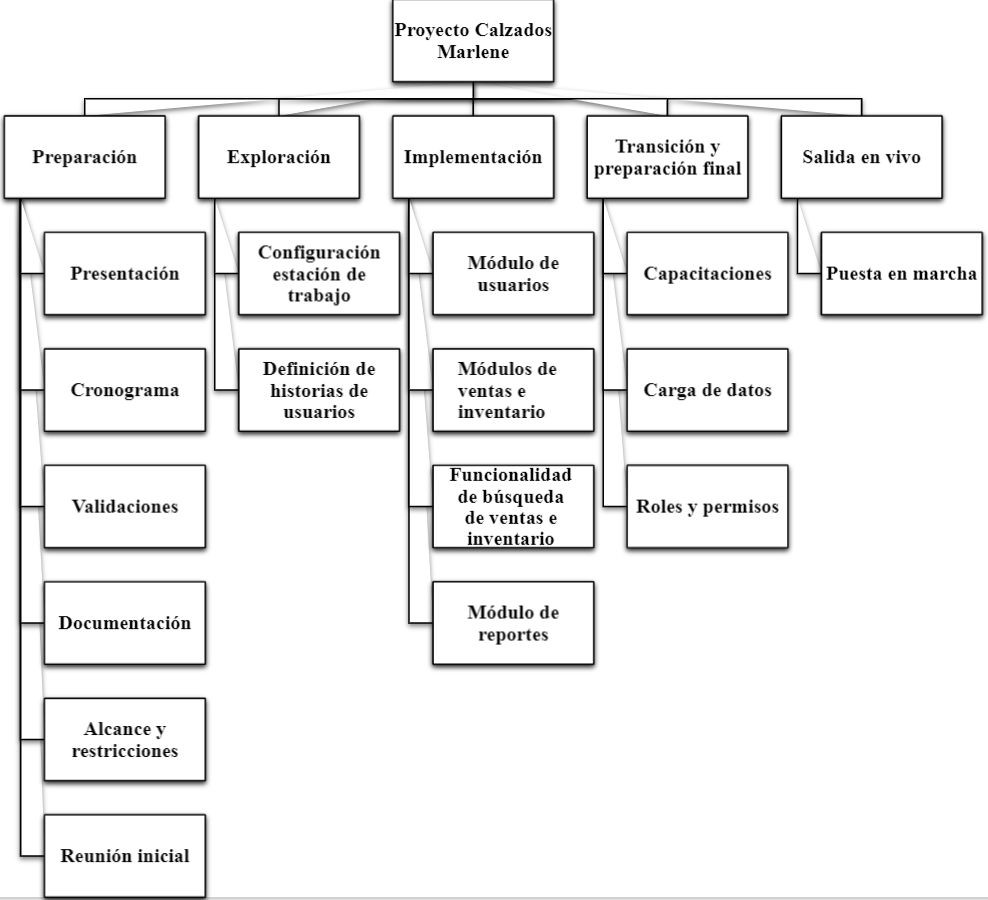 Proyecto Calzados
Marlene
Preparación
Exploración
Implementación
Transición y
preparación final
Salida en vivo
Presentación
Cronograma
Validaciones
Documentación
Alcance y
restricciones
Reunión inicial
Configuración
estación de
trabajo
Definición de
historias de
usuarios
Módulo de
usuarios
Módulos de
ventas e
inventario
Funcionalidad
de búsqueda
de ventas e
inventario
Módulo de
reportes
Capacitaciones
Carga de datos
Roles y permisos
Puesta en marcha